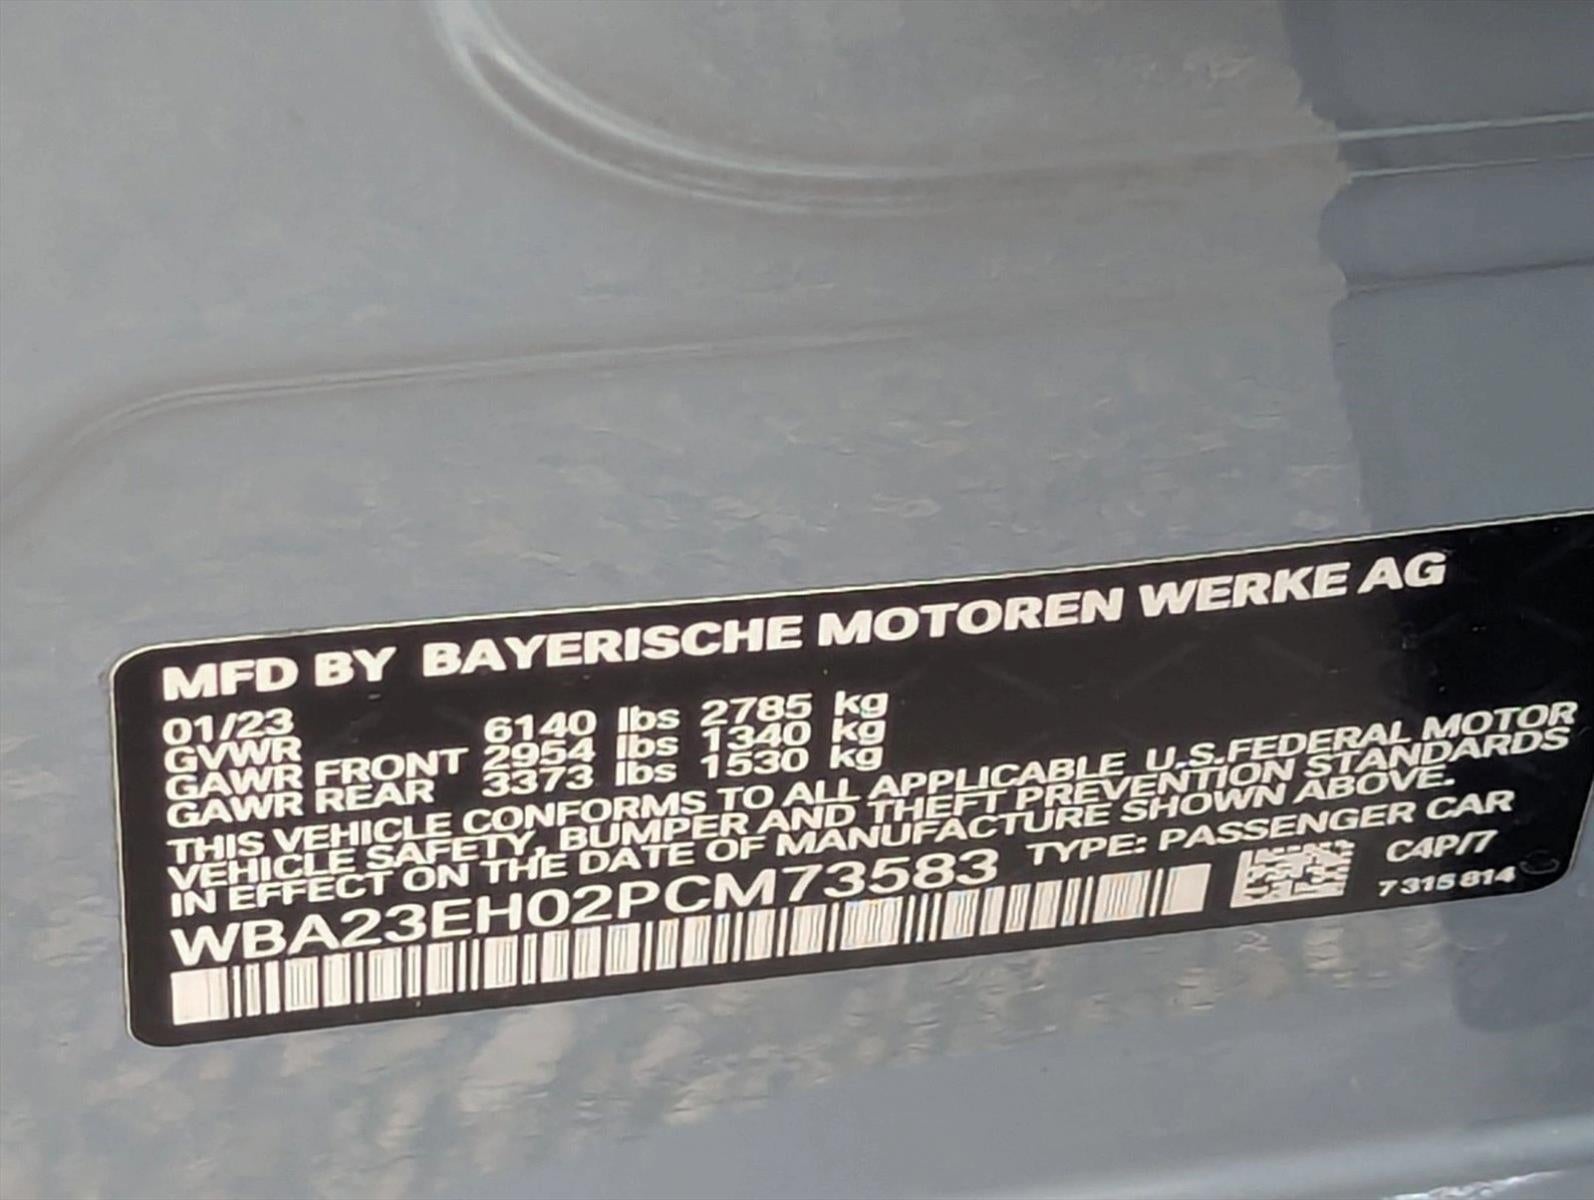 MFD BY BAYERISCHE MOTOREN WERKE AG
01/23
GVWR 6140 lbs 2785 kg
GAWR FRONT 2954 lbs 1340 kg
GAWR REAR 3373 lbs 1530 kg
THIS VEHICLE CONFORMS TO ALL APPLICABLE U.S.FEDERAL MOTOR
VEHICLE SAFETY, BUMPER AND THEFT PREVENTION STANDARDS
IN EFFECT ON THE DATE OF MANUFACTURE SHOWN ABOVE.
WBA23EH02PCM73583 TYPE: PASSENGER CAR
C4P/7
7 315 814